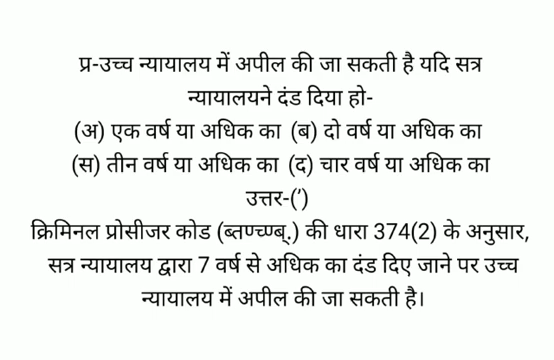 प्र-उच्च न्यायालय में अपील की जा सकती है यदि सत्र
न्यायालयने दंड दिया हो-
(अ) एक वर्ष या अधिक का (ब) दो वर्ष या अधिक का
(स) तीन वर्ष या अधिक का (द) चार वर्ष या अधिक का
उत्तर-(’)
क्रिमिनल प्रोसीजर कोड (ब्तण्च्ण्ब्.) की धारा 374(2) के अनुसार,
सत्र न्यायालय द्वारा 7 वर्ष से अधिक का दंड दिए जाने पर उच्च
न्यायालय में अपील की जा सकती है।